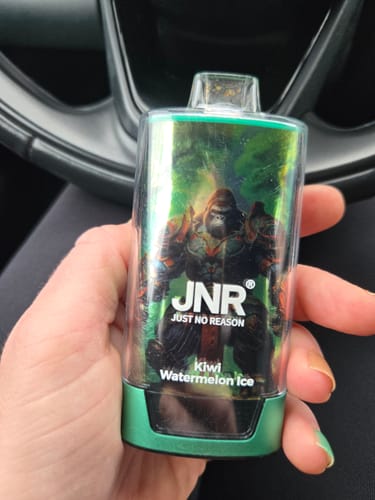 JNR®
JUST NO REASON
Kiwi
Watermelon Ice